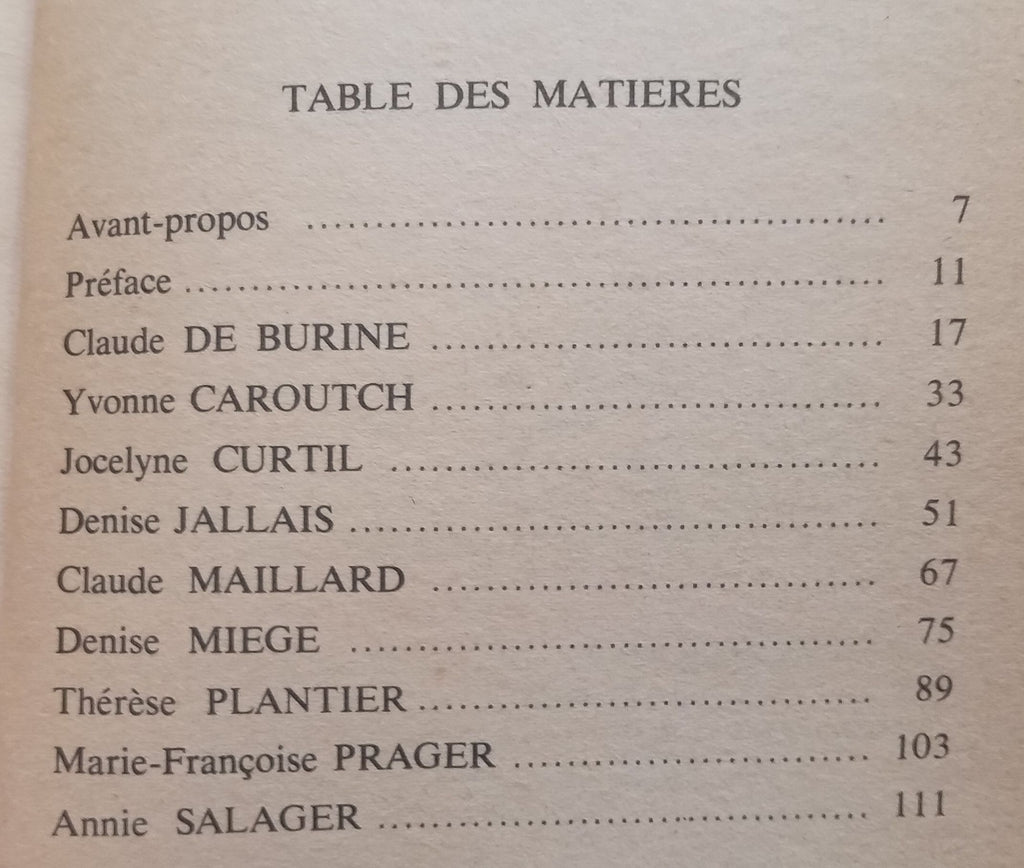 TABLE DES MATIERES
Avant-propos ........................................ 7
Préface .................................................. 11
Claude DE BURINE ................................. 17
Yvonne CAROUTCH ................................. 33
Jocelyne CURTIL .................................... 43
Denise JALLAIS ....................................... 51
Claude MAILLARD ................................. 67
Denise MIEGE ....................................... 75
Thérèse PLANTIER ................................. 89
Marie-Françoise PRAGER .......................... 103
Annie SALAGER .................................... 111